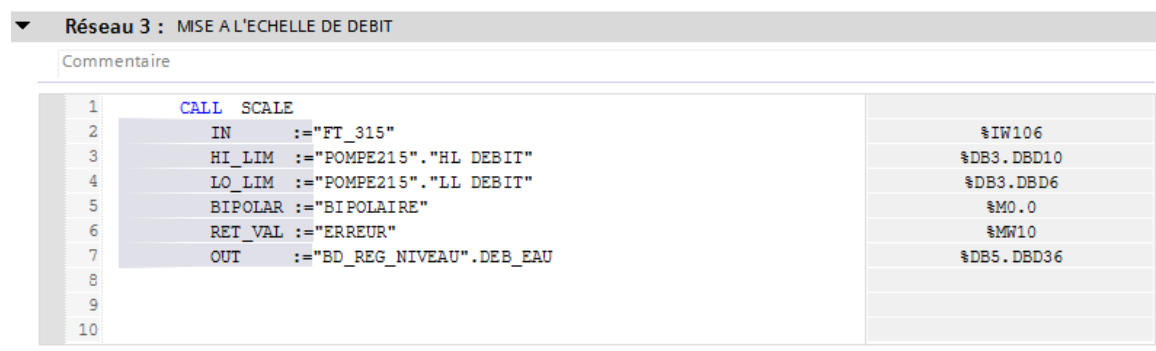 Réseau 3 : MISE A L'ECHELLE DE DEBIT
Commentaire
1 CALL SCALE
2 IN :="FT_315" %IW106
3 HI_LIM :="POMPE215"."HL DEBIT" %DB3.DBD10
4 LO_LIM :="POMPE215"."LL DEBIT" %DB3.DBD6
5 BIPOLAR :="BIPOLAIRE" %M0.0
6 RET_VAL :="ERREUR" %MW10
7 OUT :="BD_REG_NIVEAU".DEB_EAU %DB5.DBD36
8
9
10